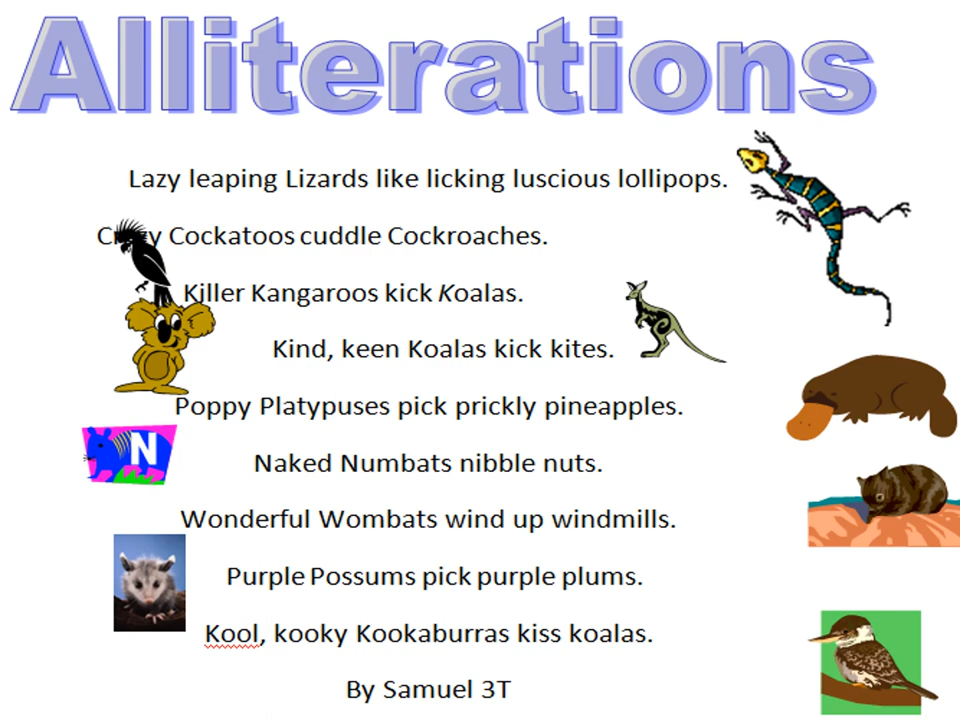 Alliterations
Lazy leaping Lizards like licking luscious lollipops.
Crazy Cockatoos cuddle Cockroaches.
Killer Kangaroos kick Koalas.
Kind, keen Koalas kick kites.
Poppy Platypuses pick prickly pineapples.
N
Naked Numbats nibble nuts.
Wonderful Wombats wind up windmills.
Purple Possums pick purple plums.
Kool, kooky Kookaburras kiss koalas.
By Samuel 3T